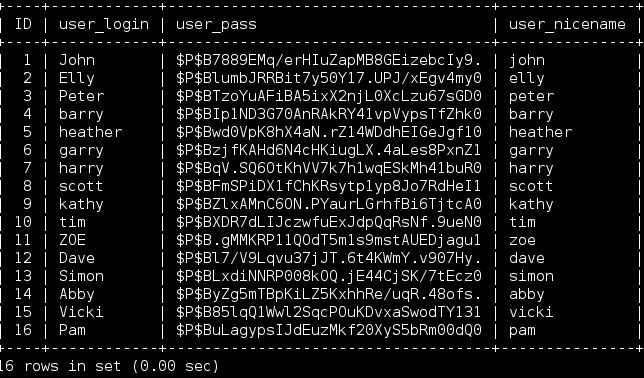 | ID | user_login | user_pass | user_nicename |
| 1 | John | $P$B7889EMq/erHIuZapMB8GEizebcIy9. | john |
| 2 | Elly | $P$BlumbJRRBit7y50Y17.UPJ/xEgv4my0 | elly |
| 3 | Peter | $P$BTzoYuAFiBA5ixX2njL0XcLzu67sGD0 | peter |
| 4 | barry | $P$BIp1ND3G70AnRAkRY41vpVypsTfZhk0 | barry |
| 5 | heather | $P$Bwd0VpK8hX4aN.rZ14WDdhEIGeJgf10 | heather |
| 6 | garry | $P$BzjfKAHd6N4cHKiugLX.4aLes8PxnZ1 | garry |
| 7 | harry | $P$BqV.SQ6OtKhVV7k7h1wqESkMh41buR0 | harry |
| 8 | scott | $P$BFmSPiDX1fChKRsytp1yp8Jo7RdHeI1 | scott |
| 9 | kathy | $P$BZlxAMnC6ON.PYaurLGrhfBi6TjtcA0 | kathy |
| 10 | tim | $P$BXDR7dLIJczwfuExJdpQqRsNf.9ueN0 | tim |
| 11 | ZOE | $P$B.gMMKRP11QOdT5m1s9mstAUEDjagu1 | zoe |
| 12 | Dave | $P$Bl7/V9Lqvu37jJT.6t4KWmY.v907Hy. | dave |
| 13 | Simon | $P$BLxdiNNRP008kOQ.jE44CjSK/7tEcz0 | simon |
| 14 | Abby | $P$ByZg5mTBpKiLZ5KxhhRe/uqR.48ofs. | abby |
| 15 | Vicki | $P$B85lqQ1Wwl2SqcPOuKDvxaSwodTY131 | vicki |
| 16 | Pam | $P$BuLagypsIJdEuzMkf20XyS5bRm00dQ0 | pam |
16 rows in set (0.00 sec)